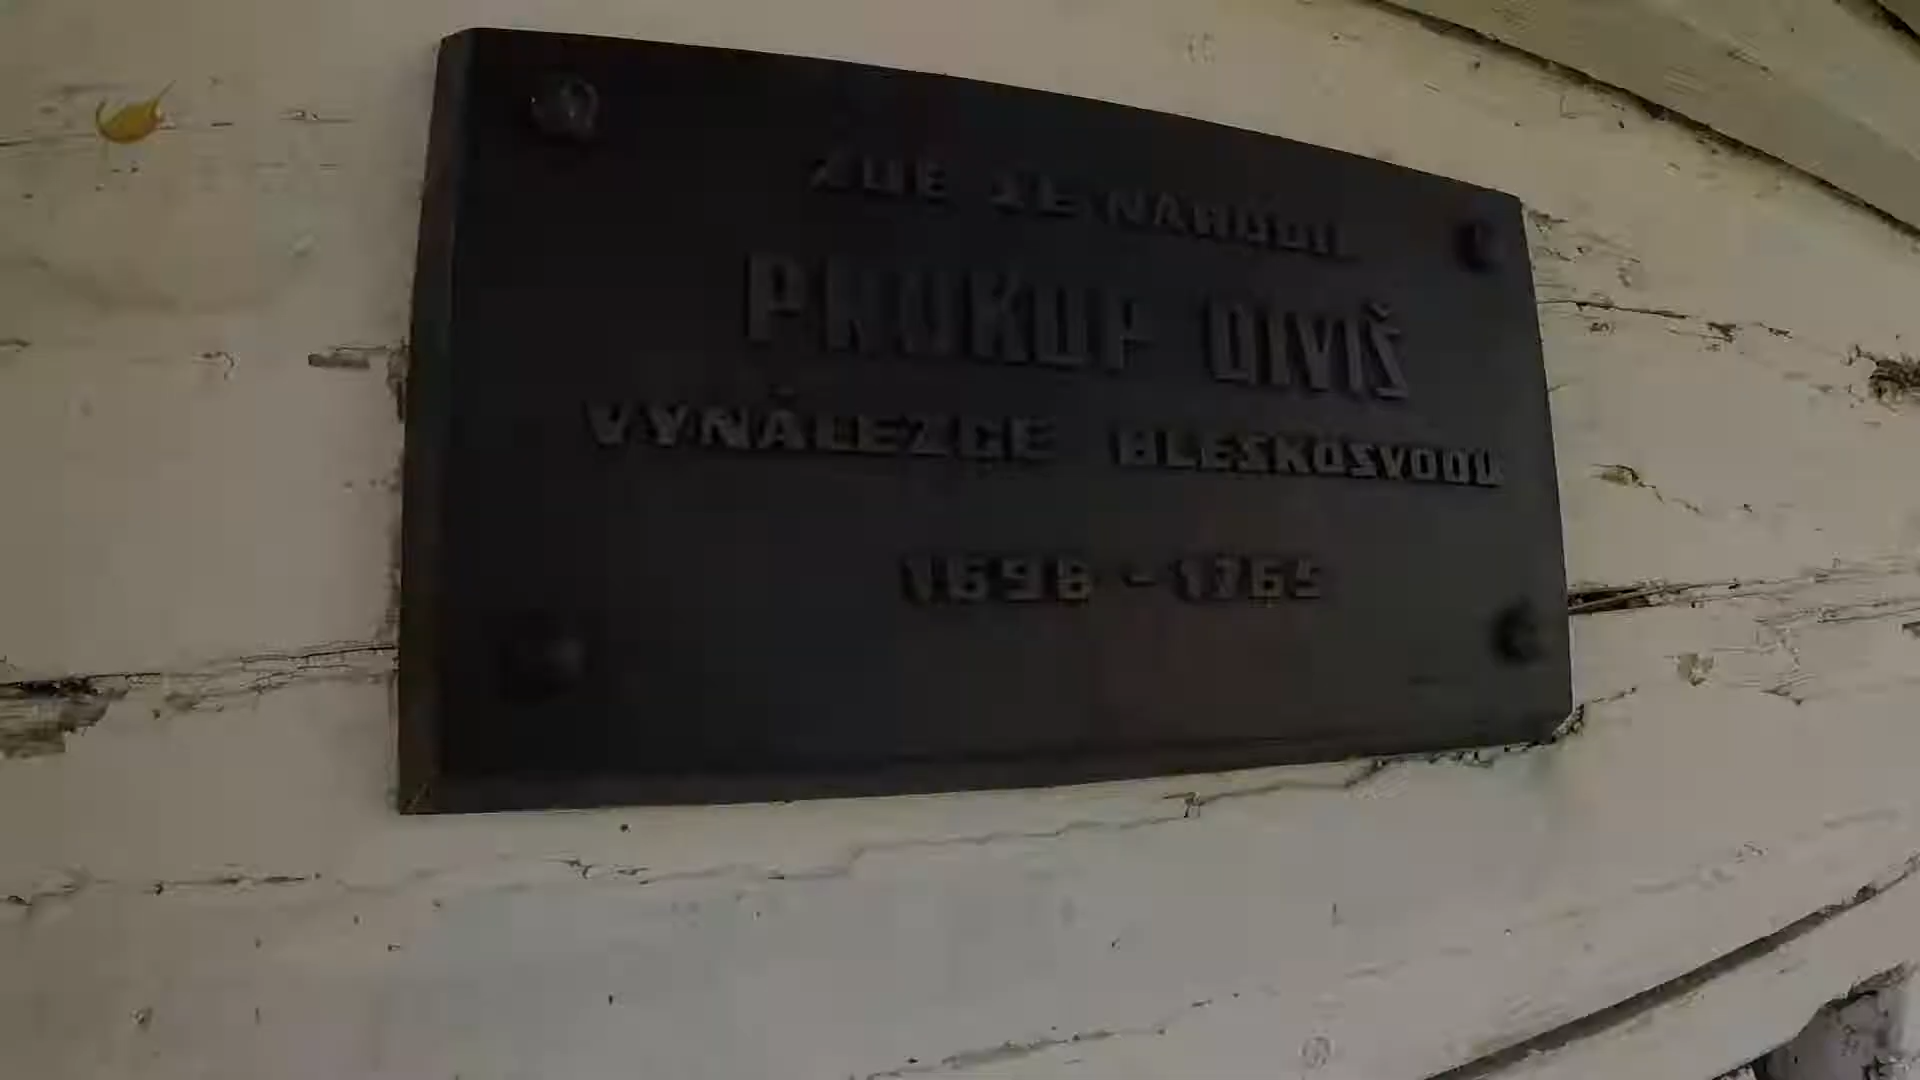 ZDE SE NARODIL
PROKOP DIVIŠ
VYNÁLEZCE BLESKOSVODU
1698 - 1765